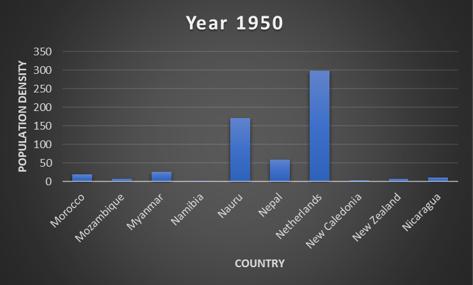 Year 1950
POPULATION DENSITY
350
300
250
200
150
100
50
0
Morocco
Mozambique
Myanmar
Namibia
Nauru
Nepal
Netherlands
New Caledonia
New Zealand
Nicaragua
COUNTRY